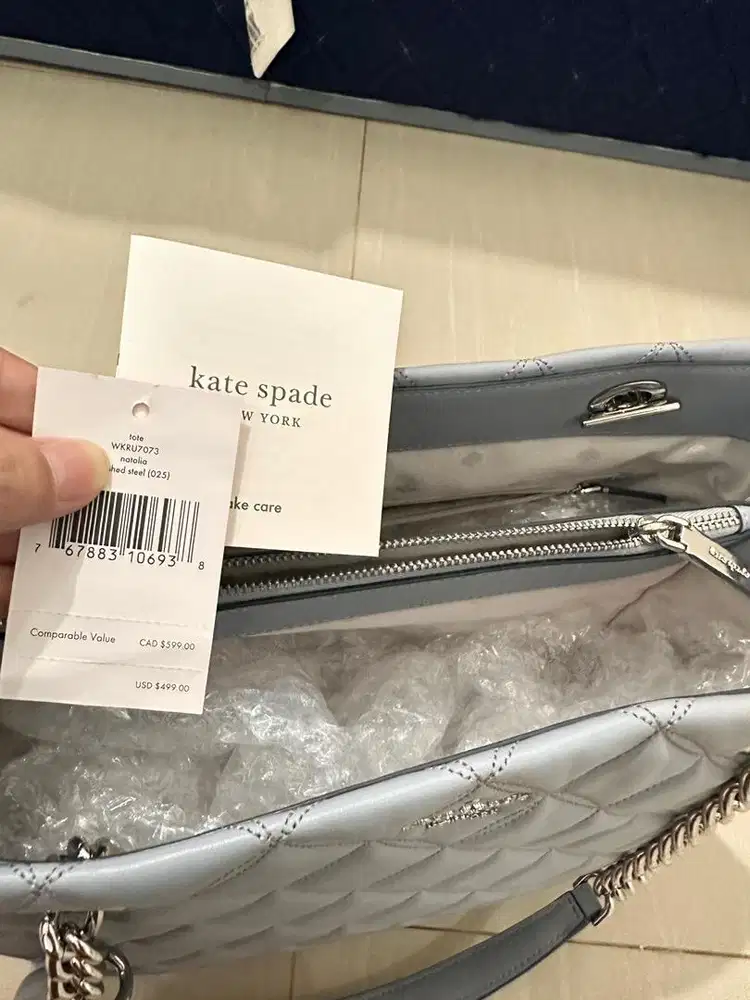 kate spade
W YORK
ke care
tote
WKRU7073
natalia
hed steel (025)
7 67883 10693 8
Comparable Value CAD $599.00
USD $499.00